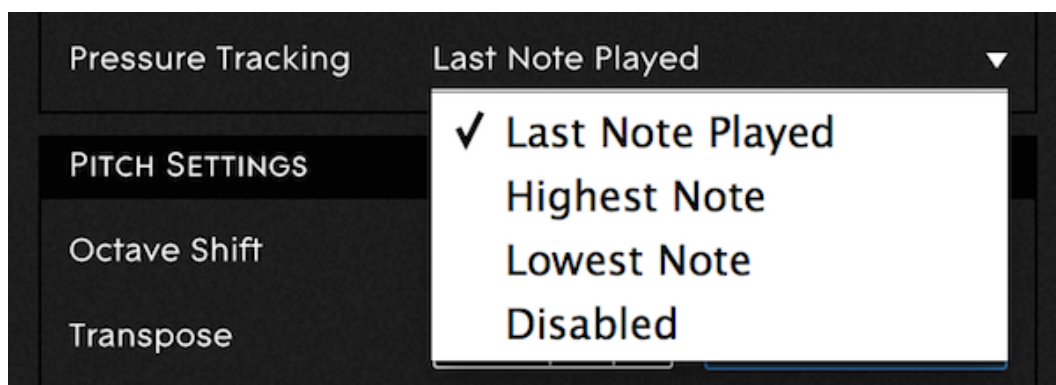 Pressure Tracking Last Note Played
✓ Last Note Played
PITCH SETTINGS
Highest Note
Octave Shift
Lowest Note
Transpose
Disabled